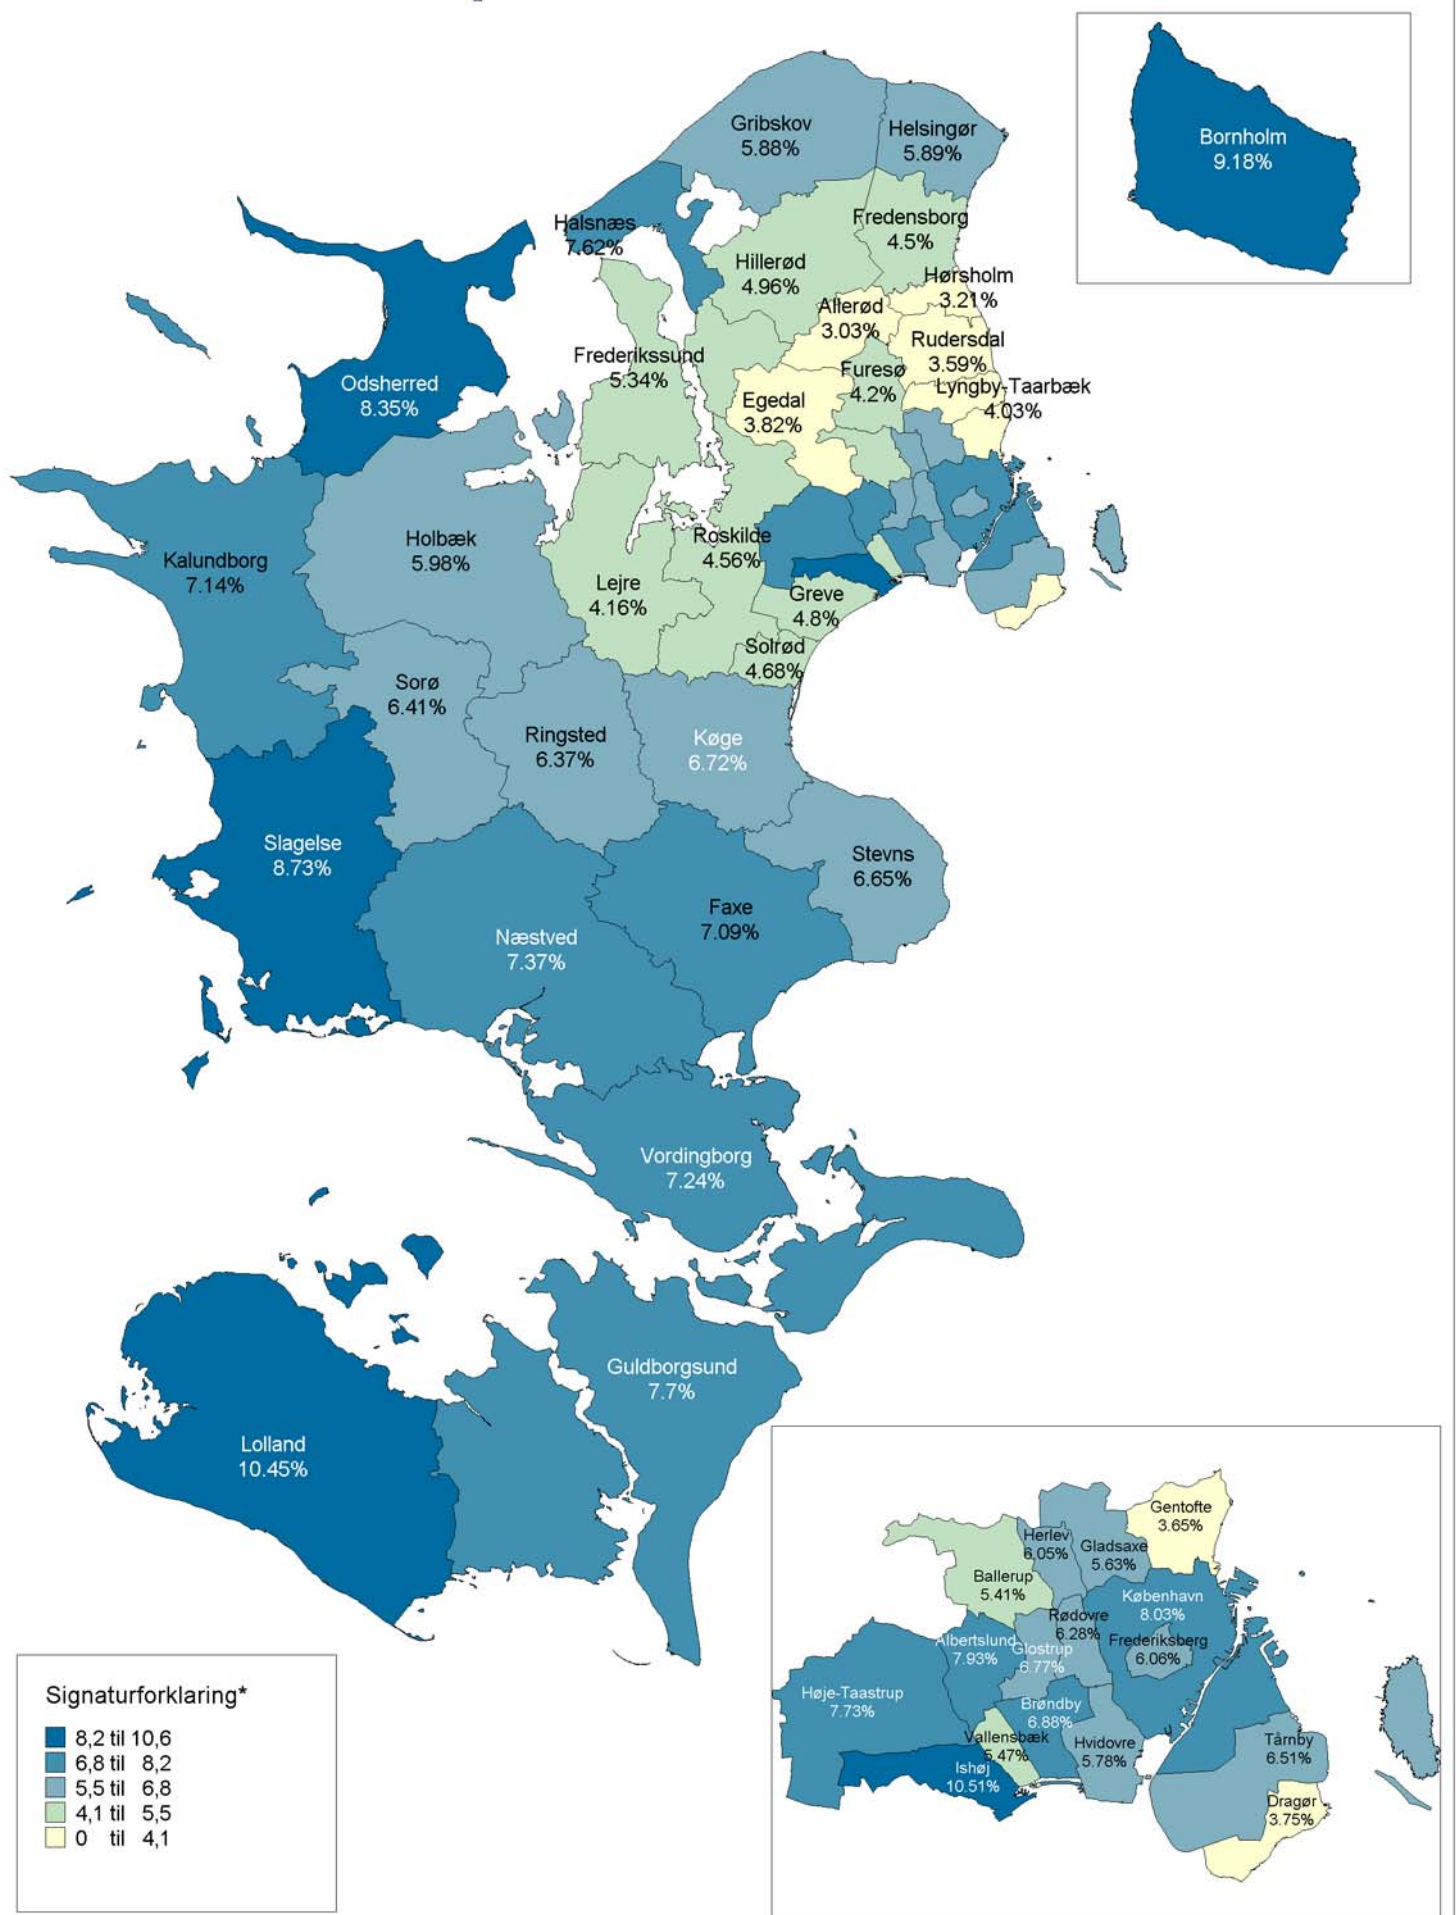 Bornholm
9.18%
Gribskov
5.88%
Helsingør
5.89%
Halsnæs
7.62%
Fredensborg
4.5%
Hillerød
4.96%
Hørsholm
3.21%
Allerød
3.03%
Rudersdal
3.59%
Frederikssund
5.34%
Furesø
4.2%
Lyngby-Taarbæk
4.03%
Odsherred
8.35%
Egedal
3.82%
Kalundborg
7.14%
Holbæk
5.98%
Roskilde
4.56%
Lejre
4.16%
Greve
4.8%
Solrød
4.68%
Sorø
6.41%
Ringsted
6.37%
Køge
6.72%
Slagelse
8.73%
Stevns
6.65%
Faxe
7.09%
Næstved
7.37%
Vordingborg
7.24%
Guldborgsund
7.7%
Lolland
10.45%
Gentofte
3.65%
Herlev
6.05%
Gladsaxe
5.63%
Ballerup
5.41%
København
8.03%
Rødovre
6.28%
Frederiksberg
6.06%
Albertslund
7.93%
Glostrup
6.77%
Høje-Taastrup
7.73%
Brøndby
6.88%
Vallensbæk
5.47%
Hvidovre
5.78%
Tårnby
6.51%
Ishøj
10.51%
Dragør
3.75%
Signaturforklaring*
8,2 til 10,6
6,8 til 8,2
5,5 til 6,8
4,1 til 5,5
0 til 4,1